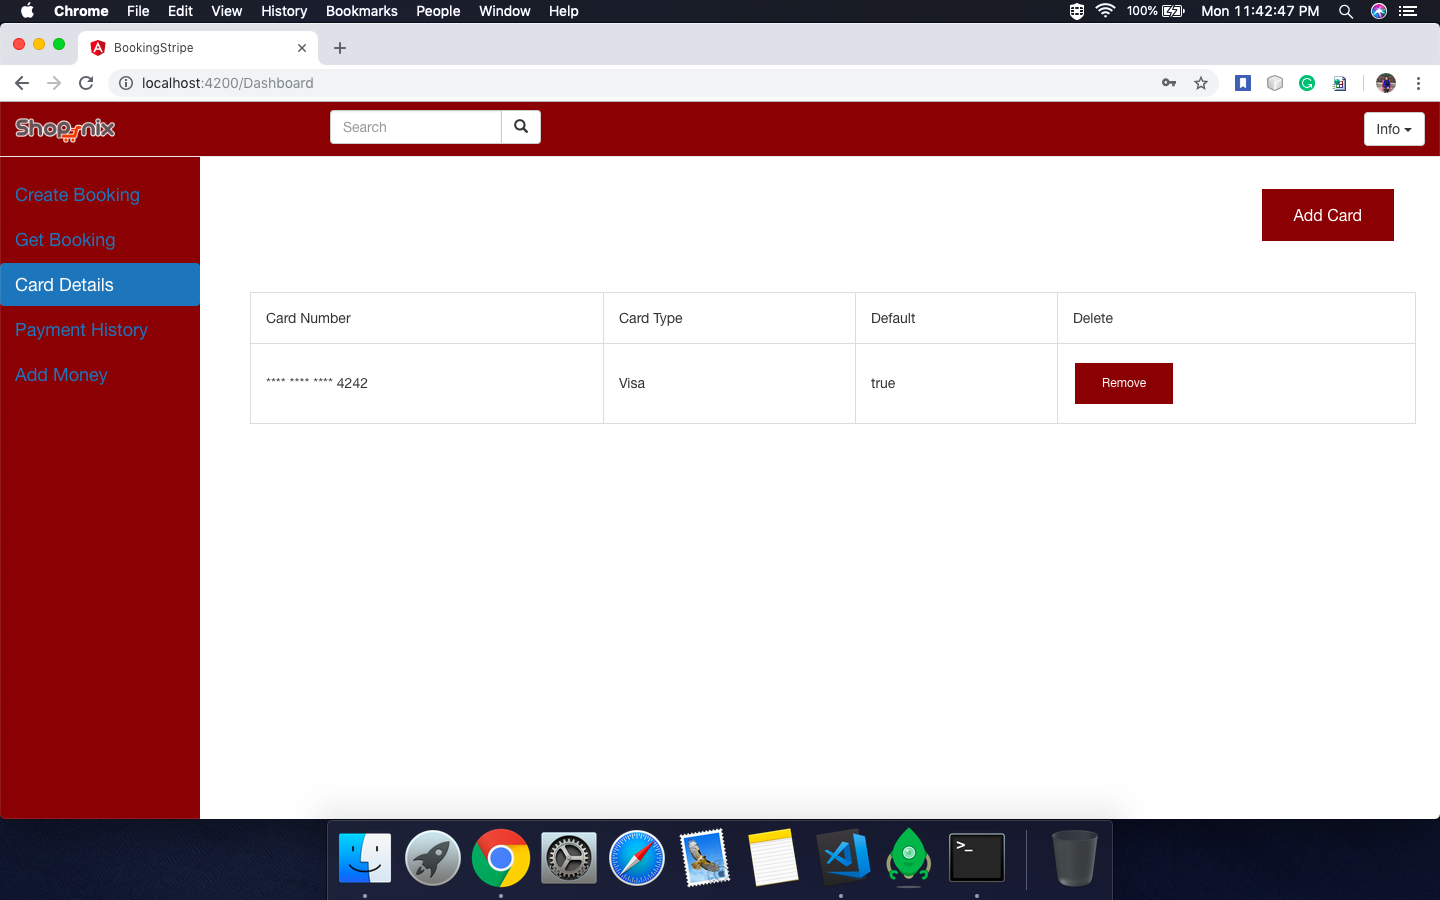 Chrome File Edit View History Bookmarks People Window Help 100% Mon 11:42:47 PM
BookingStripe
localhost:4200/Dashboard
Shopnix Search Info
Create Booking
Get Booking
Card Details
Payment History
Add Money
Add Card
Card Number Card Type Default Delete
**** **** **** 4242 Visa true Remove
>_